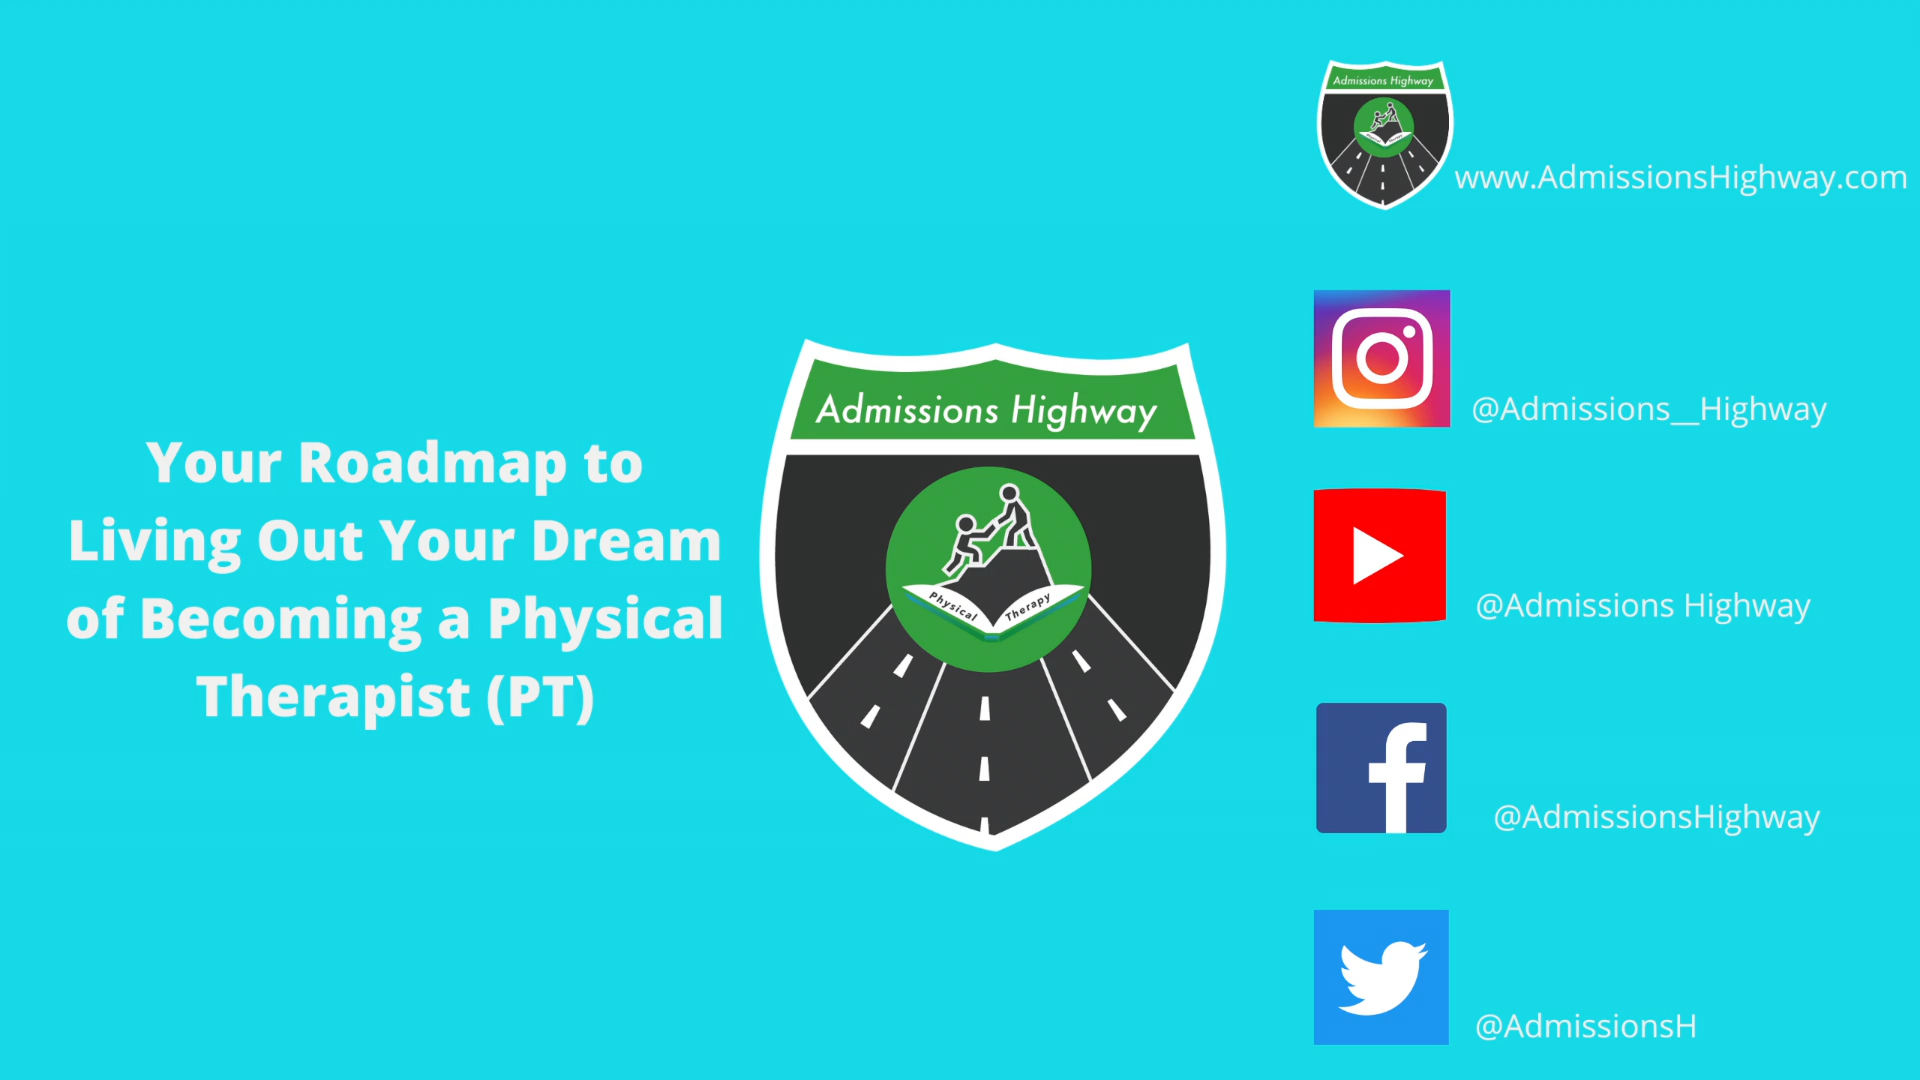 Your Roadmap to
Living Out Your Dream
of Becoming a Physical
Therapist (PT)
Admissions Highway
Physical Therapy
Admissions Highway
www.AdmissionsHighway.com
@Admissions__Highway
@Admissions Highway
@AdmissionsHighway
@AdmissionsH